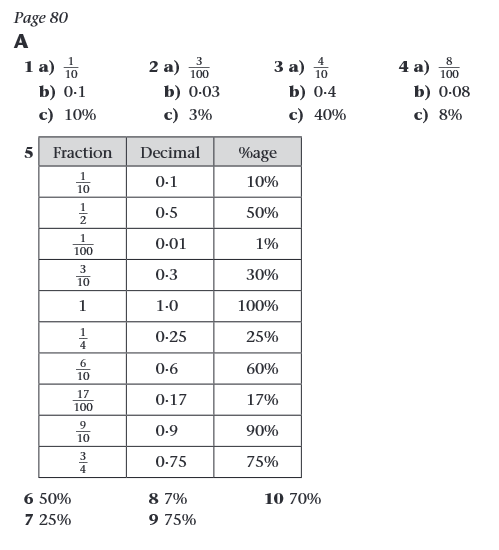 Page 80
A
1 a) 1/10 2 a) 3/100 3 a) 4/10 4 a) 8/100
b) 0·1 b) 0·03 b) 0·4 b) 0·08
c) 10% c) 3% c) 40% c) 8%
5 Fraction Decimal %age
1/10 0·1 10%
1/2 0·5 50%
1/100 0·01 1%
3/10 0·3 30%
1 1·0 100%
1/4 0·25 25%
6/10 0·6 60%
17/100 0·17 17%
9/10 0·9 90%
3/4 0·75 75%
6 50% 8 7% 10 70%
7 25% 9 75%